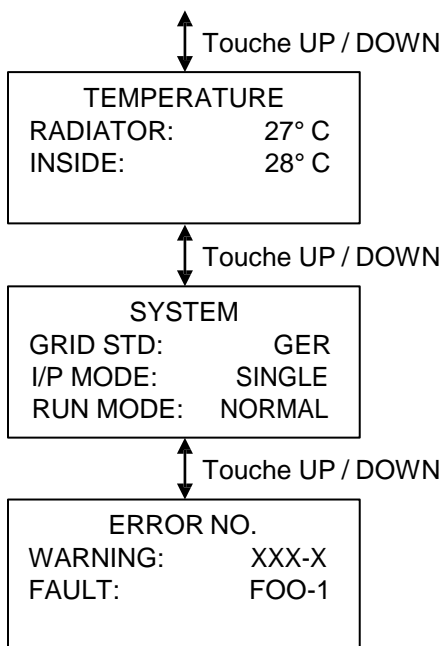 Touche UP / DOWN
TEMPERATURE
RADIATOR: 27° C
INSIDE: 28° C
Touche UP / DOWN
SYSTEM
GRID STD: GER
I/P MODE: SINGLE
RUN MODE: NORMAL
Touche UP / DOWN
ERROR NO.
WARNING: XXX-X
FAULT: FOO-1